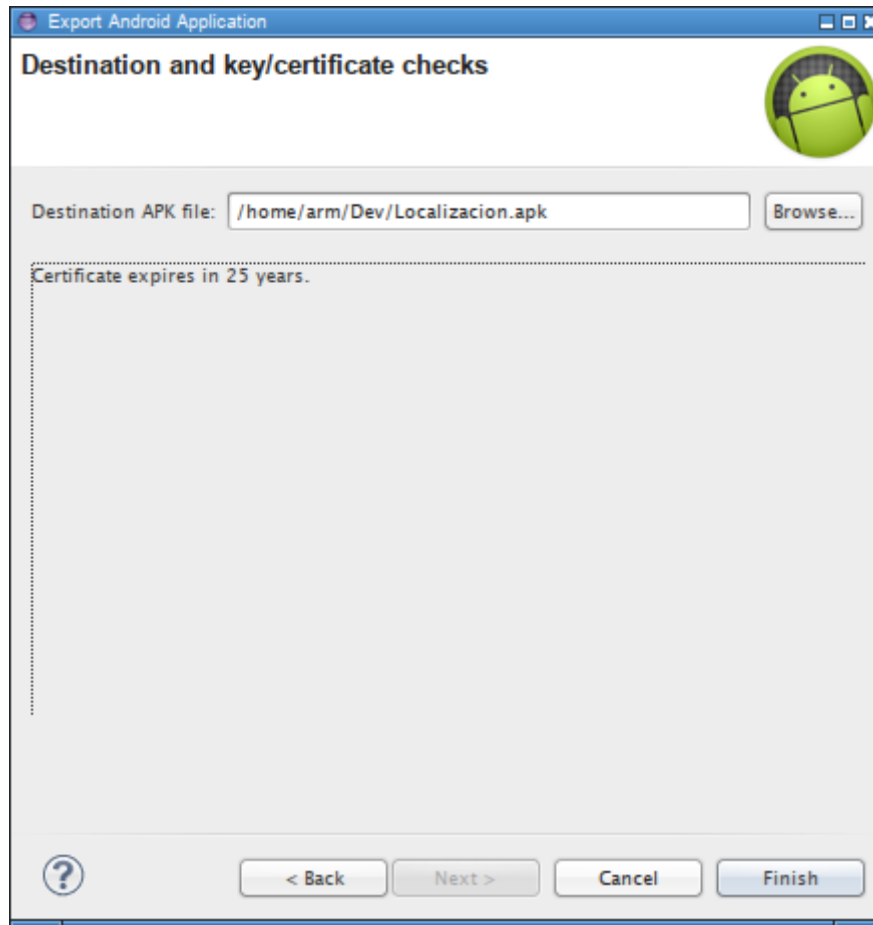 Export Android Application
Destination and key/certificate checks
Destination APK file: /home/arm/Dev/Localizacion.apk Browse...
Certificate expires in 25 years.
? < Back Next > Cancel Finish